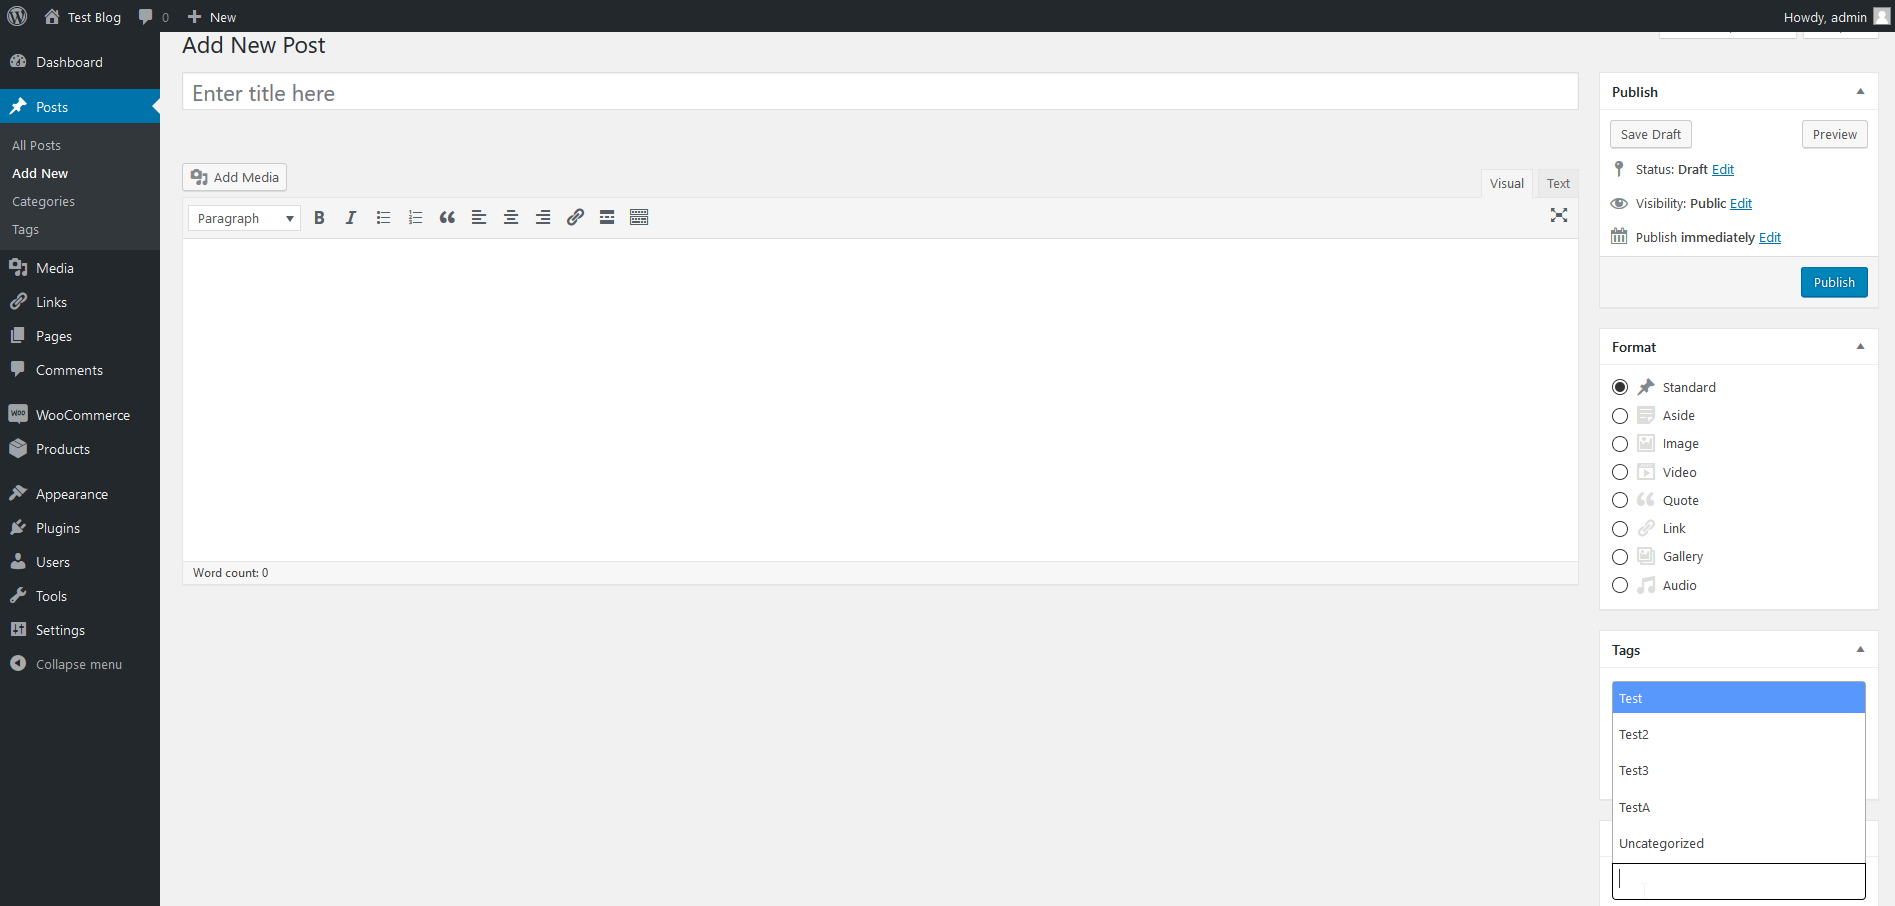 Test Blog
0
New
Howdy, admin
Dashboard
Posts
All Posts
Add New
Categories
Tags
Media
Links
Pages
Comments
WooCommerce
Products
Appearance
Plugins
Users
Tools
Settings
Collapse menu
Add New Post
Enter title here
Add Media
Visual
Text
Paragraph
Word count: 0
Publish
Save Draft
Preview
Status: Draft Edit
Visibility: Public Edit
Publish immediately Edit
Publish
Format
Standard
Aside
Image
Video
Quote
Link
Gallery
Audio
Tags
Test
Test2
Test3
TestA
Uncategorized